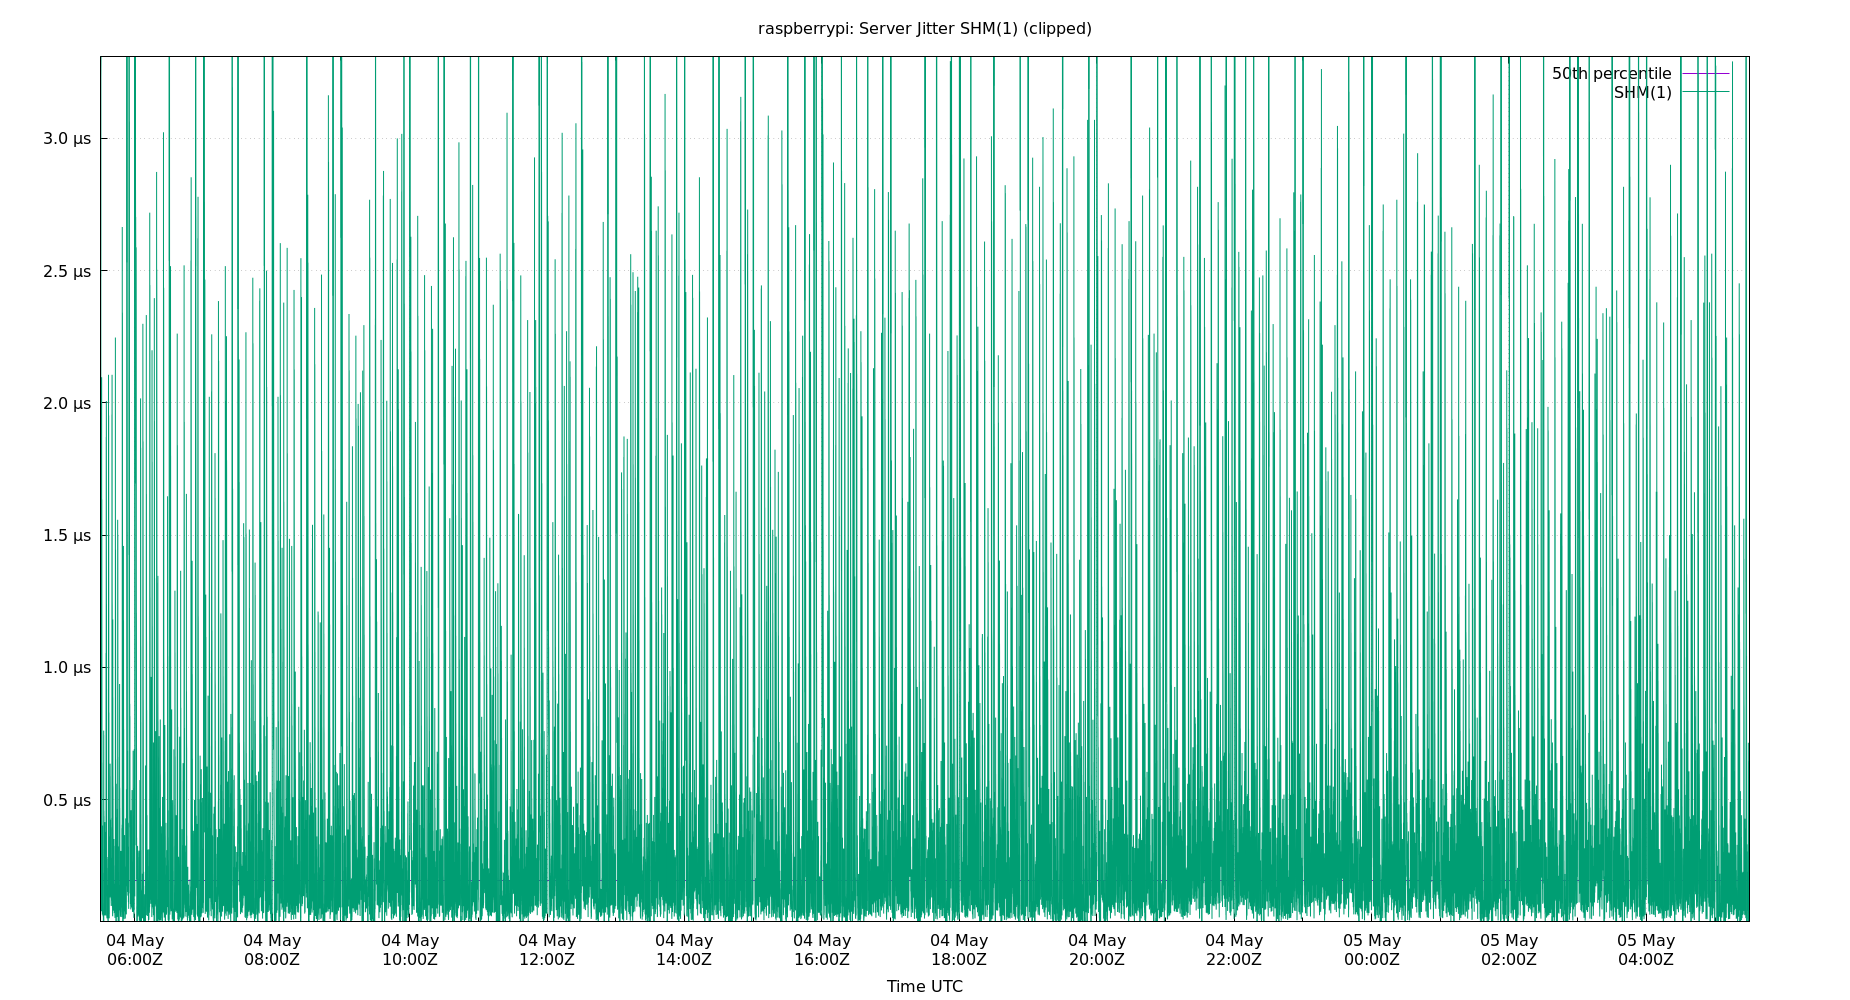 raspberrypi: Server Jitter SHM(1) (clipped)
50th percentile
SHM(1)
3.0 μs
2.5 μs
2.0 μs
1.5 μs
1.0 μs
0.5 μs
04 May 04 May 04 May 04 May 04 May 04 May 04 May 04 May 04 May 05 May 05 May 05 May
06:00Z 08:00Z 10:00Z 12:00Z 14:00Z 16:00Z 18:00Z 20:00Z 22:00Z 00:00Z 02:00Z 04:00Z
Time UTC